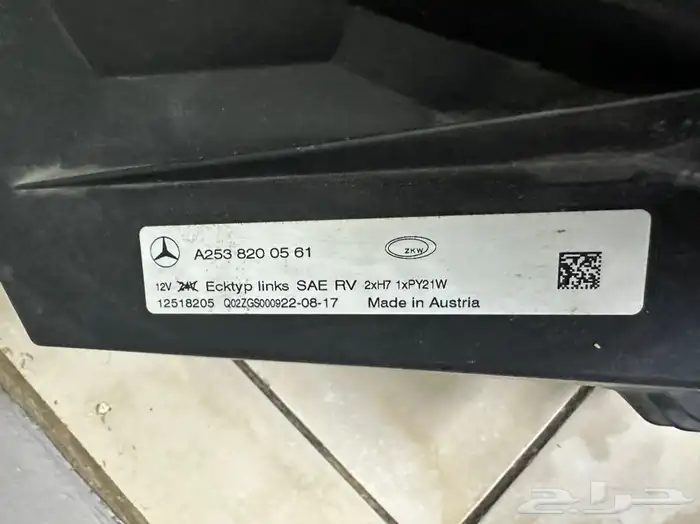 A253 820 05 61
ZKW
12V 24V Ecktyp links SAE RV 2xH7 1xPY21W
12518205 Q02ZGS000922-08-17 Made in Austria
حراج